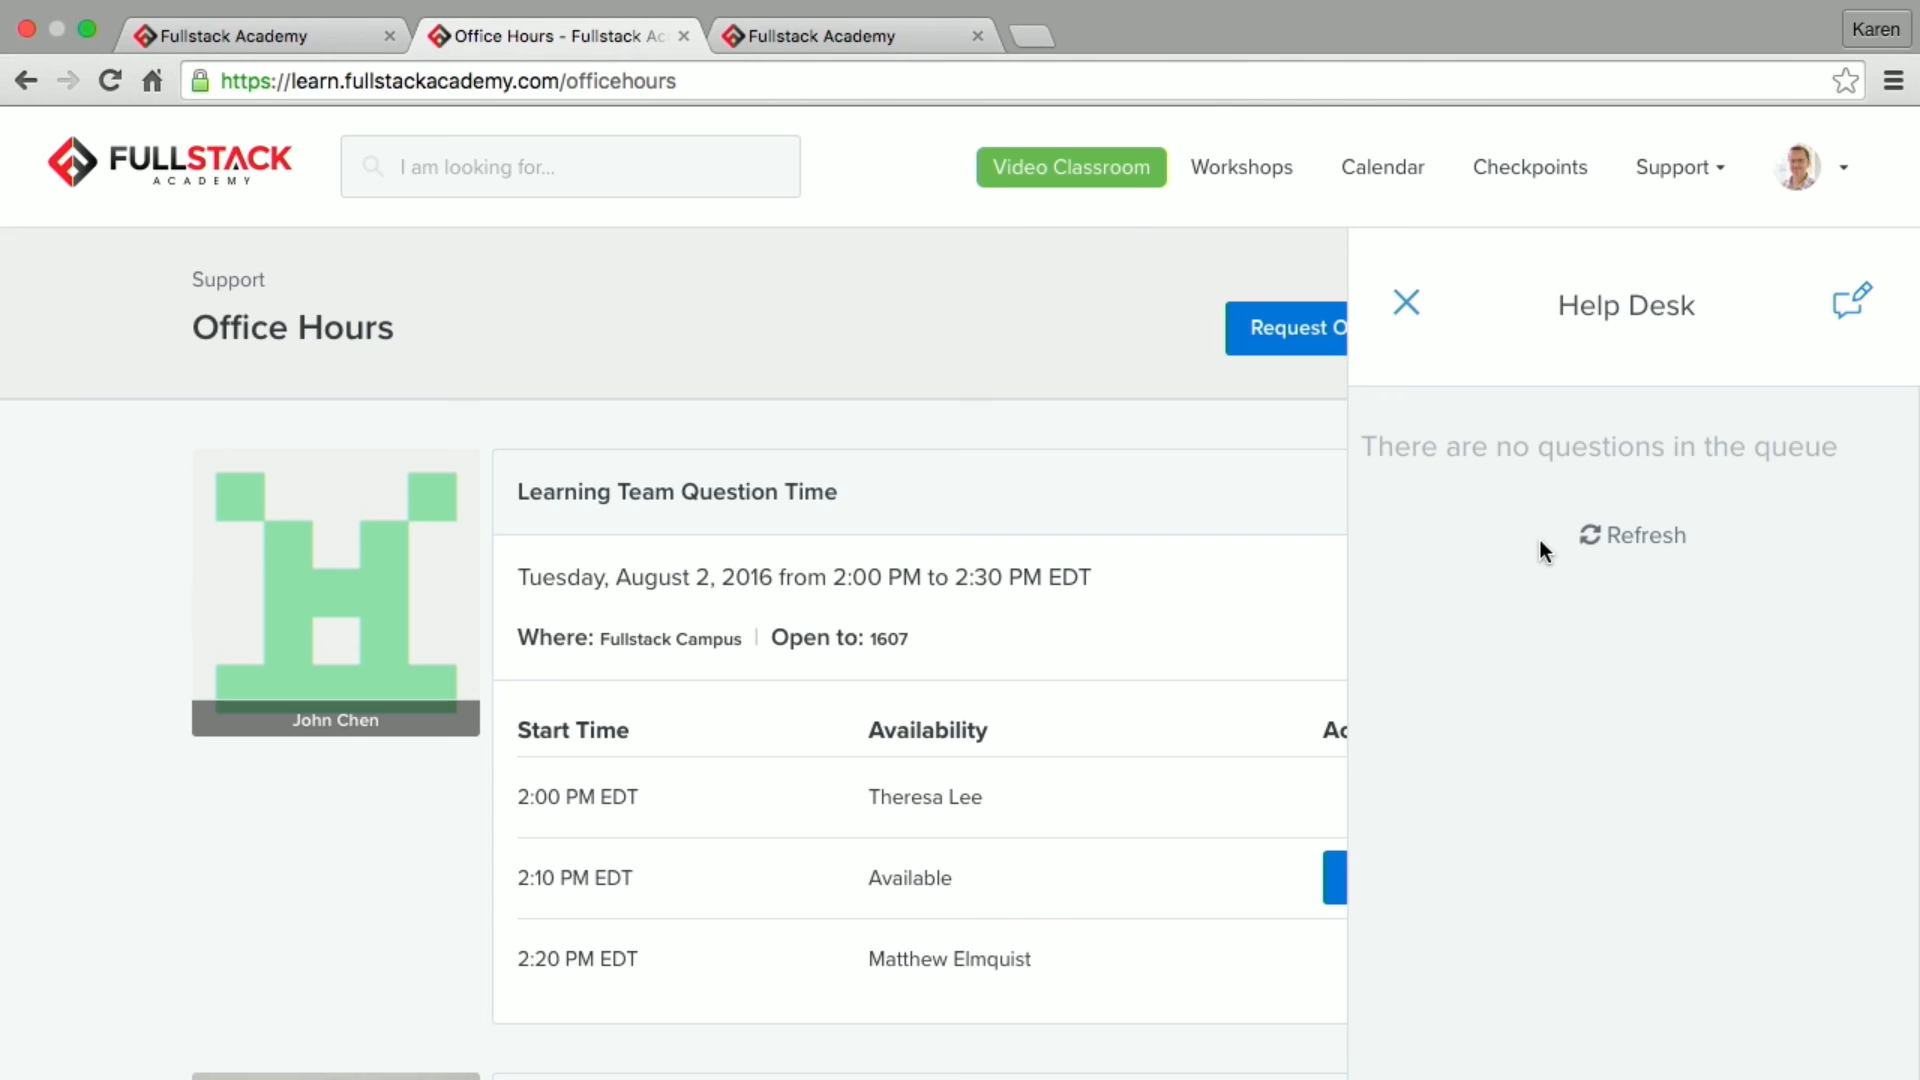 Fullstack Academy
Office Hours - Fullstack Ac
Fullstack Academy
Karen
https://learn.fullstackacademy.com/officehours
FULLSTACK
ACADEMY
I am looking for...
Video Classroom
Workshops
Calendar
Checkpoints
Support
Support
Office Hours
Request O
Help Desk
There are no questions in the queue
Refresh
Learning Team Question Time
Tuesday, August 2, 2016 from 2:00 PM to 2:30 PM EDT
Where: Fullstack Campus | Open to: 1607
John Chen
Start Time Availability Ac
2:00 PM EDT Theresa Lee
2:10 PM EDT Available
2:20 PM EDT Matthew Elmquist